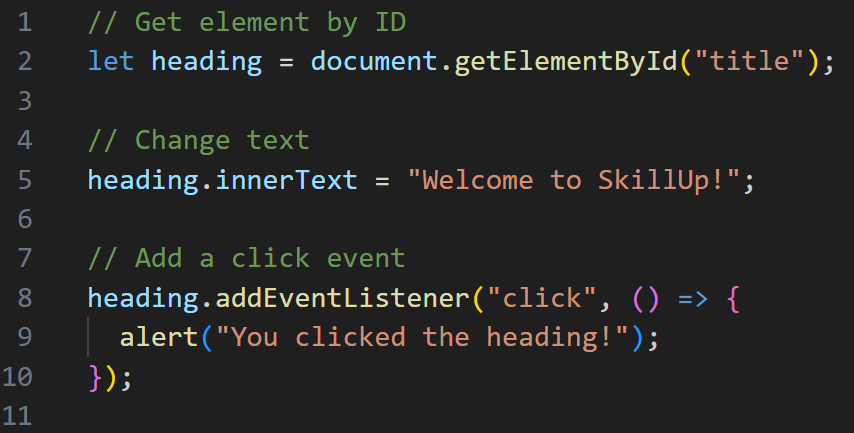 1 // Get element by ID
2 let heading = document.getElementById("title");
3
4 // Change text
5 heading.innerText = "Welcome to SkillUp!";
6
7 // Add a click event
8 heading.addEventListener("click", () => {
9   alert("You clicked the heading!");
10 });
11